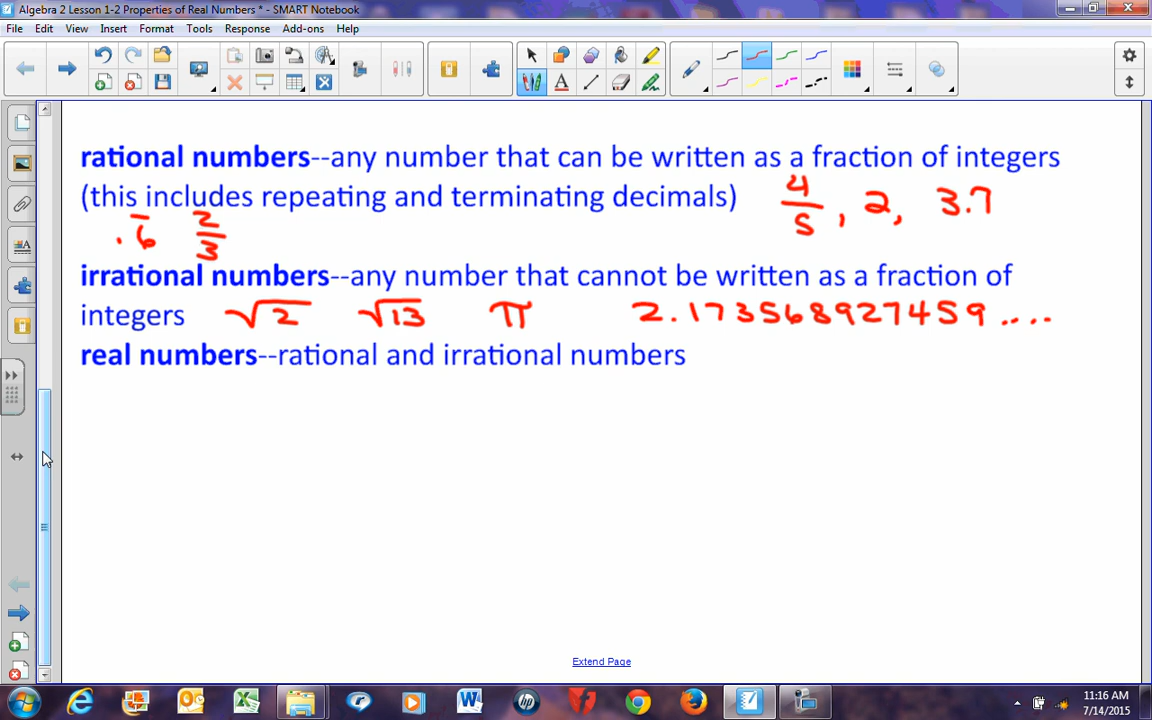 Algebra 2 Lesson 1-2 Properties of Real Numbers * - SMART Notebook
File Edit View Insert Format Tools Response Add-ons Help
rational numbers--any number that can be written as a fraction of integers
(this includes repeating and terminating decimals) 4/5, 2, 3.7
.6̅ 2/3
irrational numbers--any number that cannot be written as a fraction of
integers √2 √13 π 2.173568927459....
real numbers--rational and irrational numbers
Extend Page
11:16 AM
7/14/2015